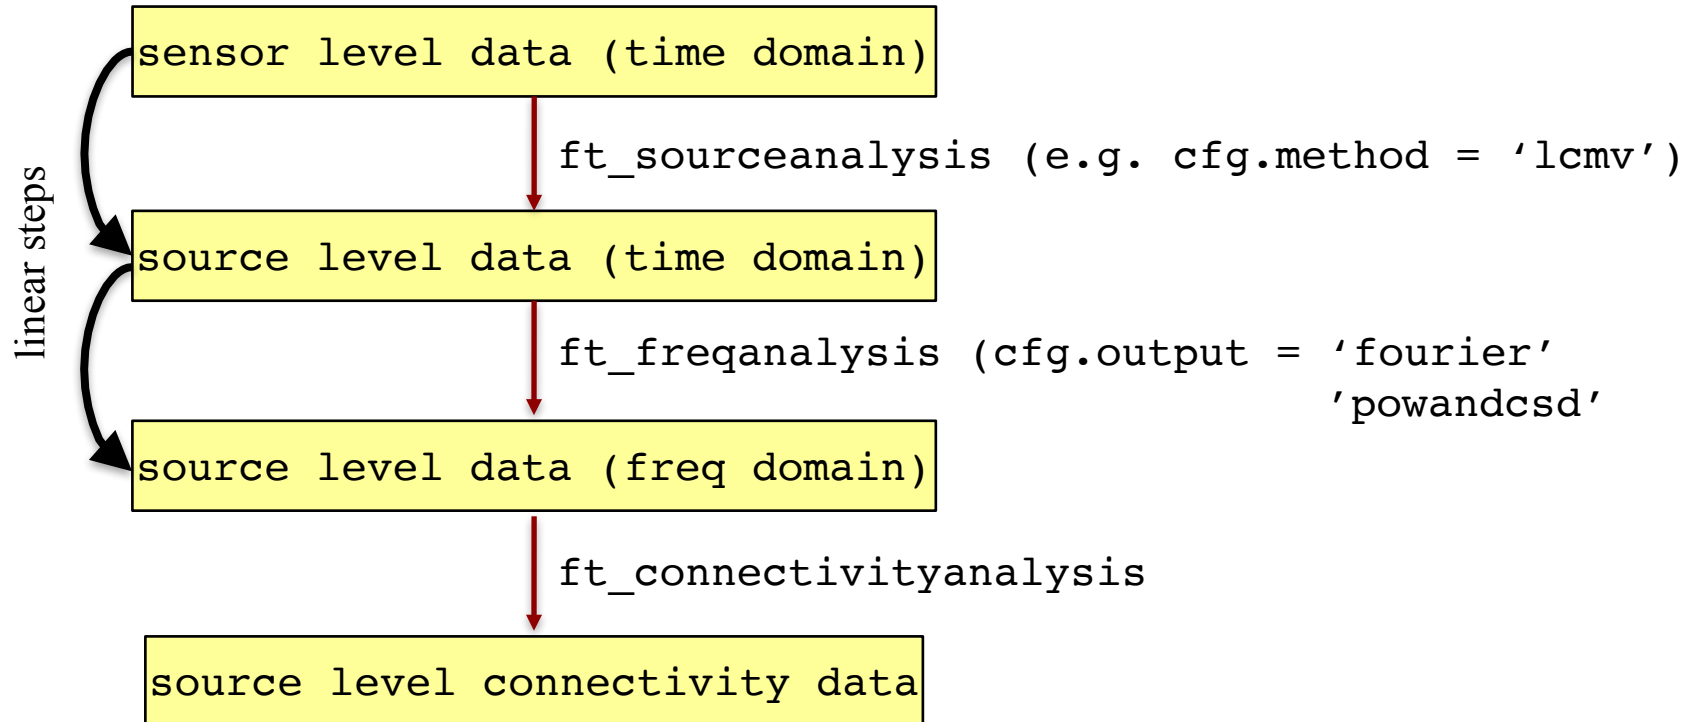 sensor level data (time domain)
ft_sourceanalysis (e.g. cfg.method = ‘lcmv’)
linear steps
source level data (time domain)
ft_freqanalysis (cfg.output = ‘fourier’
’powandcsd’
source level data (freq domain)
ft_connectivityanalysis
source level connectivity data